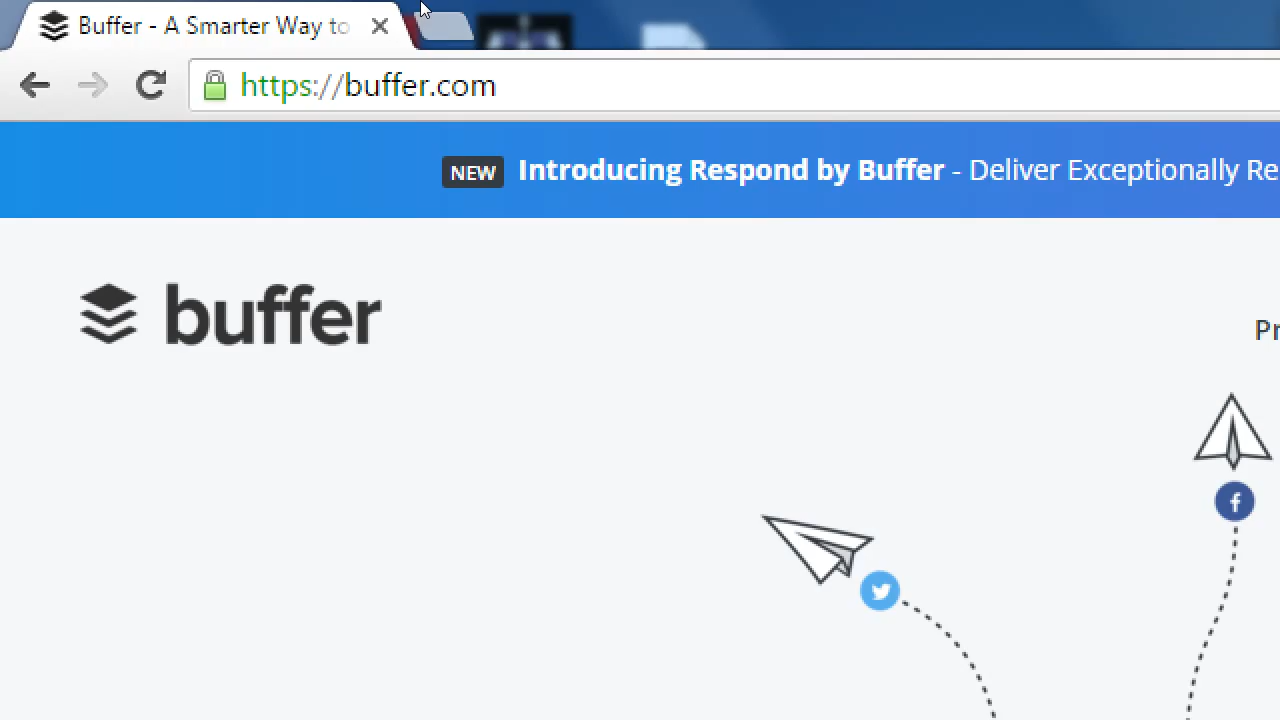 Buffer - A Smarter Way to
https://buffer.com
NEW Introducing Respond by Buffer - Deliver Exceptionally Re
buffer
Pr
f